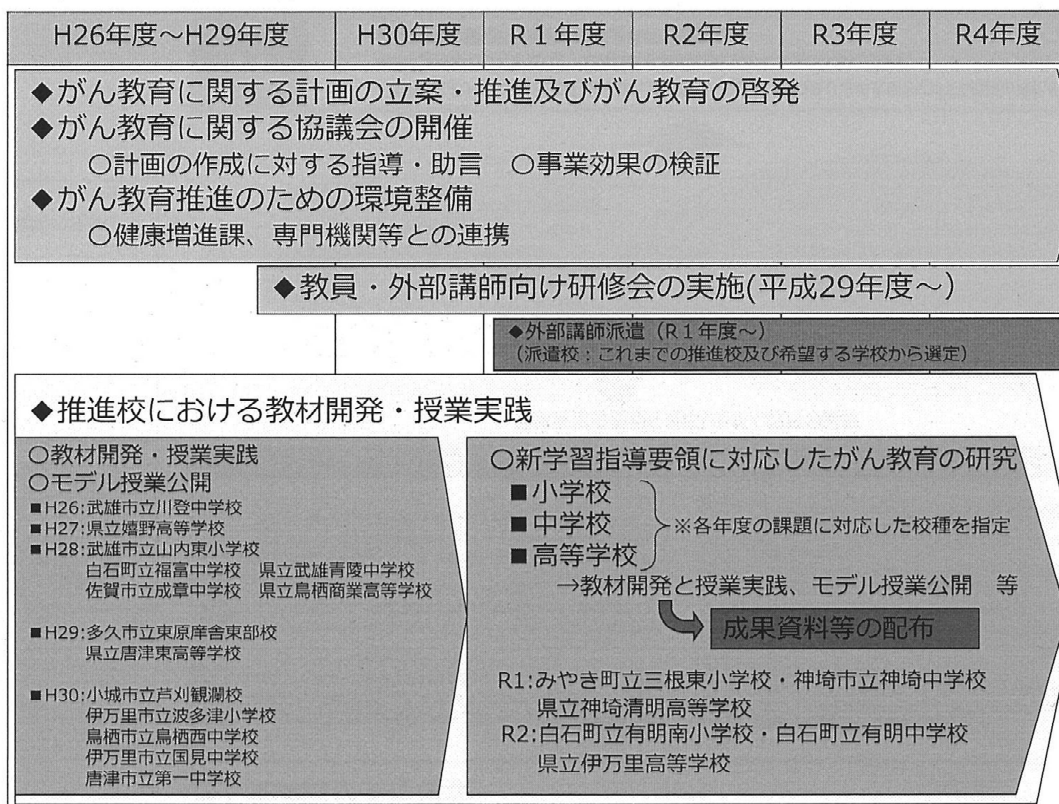 H26年度～H29年度 H30年度 R１年度 R2年度 R3年度 R4年度
◆がん教育に関する計画の立案・推進及びがん教育の啓発
◆がん教育に関する協議会の開催
○計画の作成に対する指導・助言 ○事業効果の検証
◆がん教育推進のための環境整備
○健康増進課、専門機関等との連携
◆教員・外部講師向け研修会の実施(平成29年度～)
◆外部講師派遣（R１年度～）
（派遣校：これまでの推進校及び希望する学校から選定）
◆推進校における教材開発・授業実践
○教材開発・授業実践
○モデル授業公開
■H26:武雄市立川登中学校
■H27:県立嬉野高等学校
■H28:武雄市立山内東小学校
白石町立福富中学校 県立武雄青陵中学校
佐賀市立成章中学校 県立鳥栖商業高等学校
■H29:多久市立東原庠舎東部校
県立唐津東高等学校
■H30:小城市立芦刈観瀾校
伊万里市立波多津小学校
鳥栖市立鳥栖西中学校
伊万里市立国見中学校
唐津市立第一中学校
○新学習指導要領に対応したがん教育の研究
■小学校
■中学校
■高等学校
※各年度の課題に対応した校種を指定
→教材開発と授業実践、モデル授業公開 等
成果資料等の配布
R1:みやき町立三根東小学校・神埼市立神埼中学校
県立神埼清明高等学校
R2:白石町立有明南小学校・白石町立有明中学校
県立伊万里高等学校